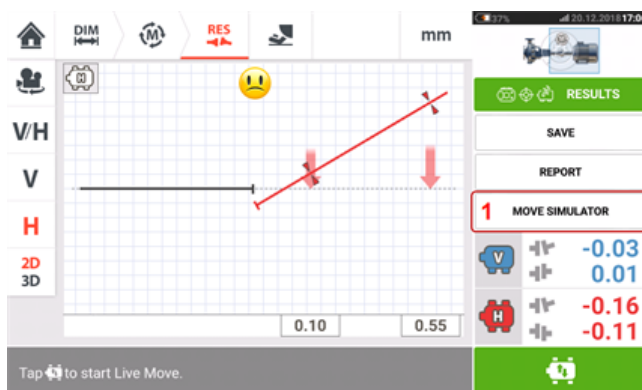 DIM
M
RES
mm
37%
20.12.2018 17:0
RESULTS
V/H
SAVE
V
REPORT
H
1 MOVE SIMULATOR
2D
3D
V
-0.03
0.01
H
-0.16
-0.11
0.10
0.55
Tap to start Live Move.